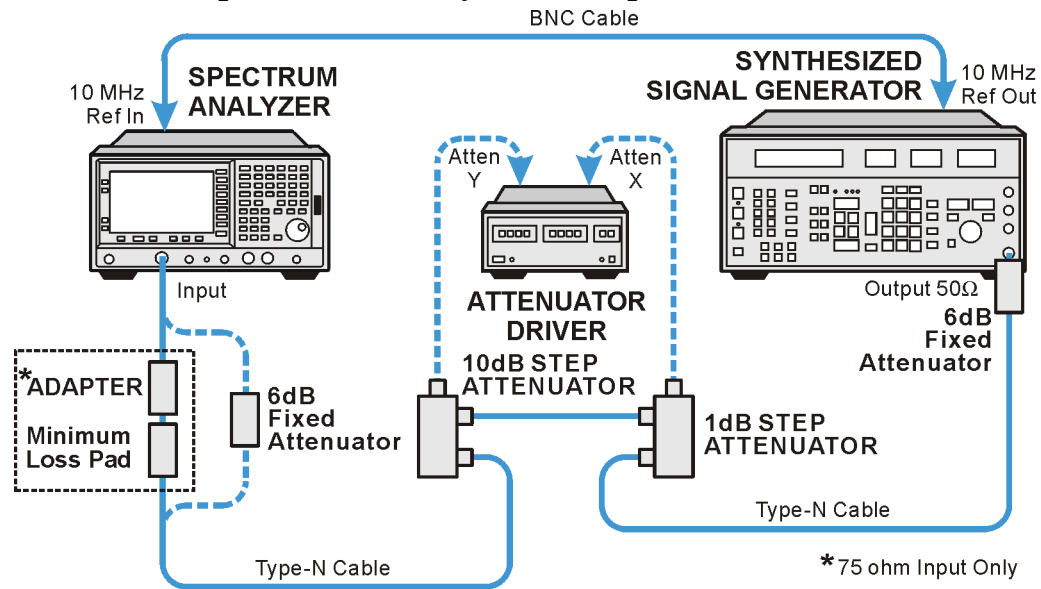 BNC Cable
SPECTRUM
ANALYZER
10 MHz
Ref In
SYNTHESIZED
SIGNAL GENERATOR
10 MHz
Ref Out
Atten
Y
Atten
X
Input
ATTENUATOR
DRIVER
Output 50Ω
6dB
Fixed
Attenuator
*ADAPTER
Minimum
Loss Pad
6dB
Fixed
Attenuator
10dB STEP
ATTENUATOR
1dB STEP
ATTENUATOR
Type-N Cable
Type-N Cable
*75 ohm Input Only